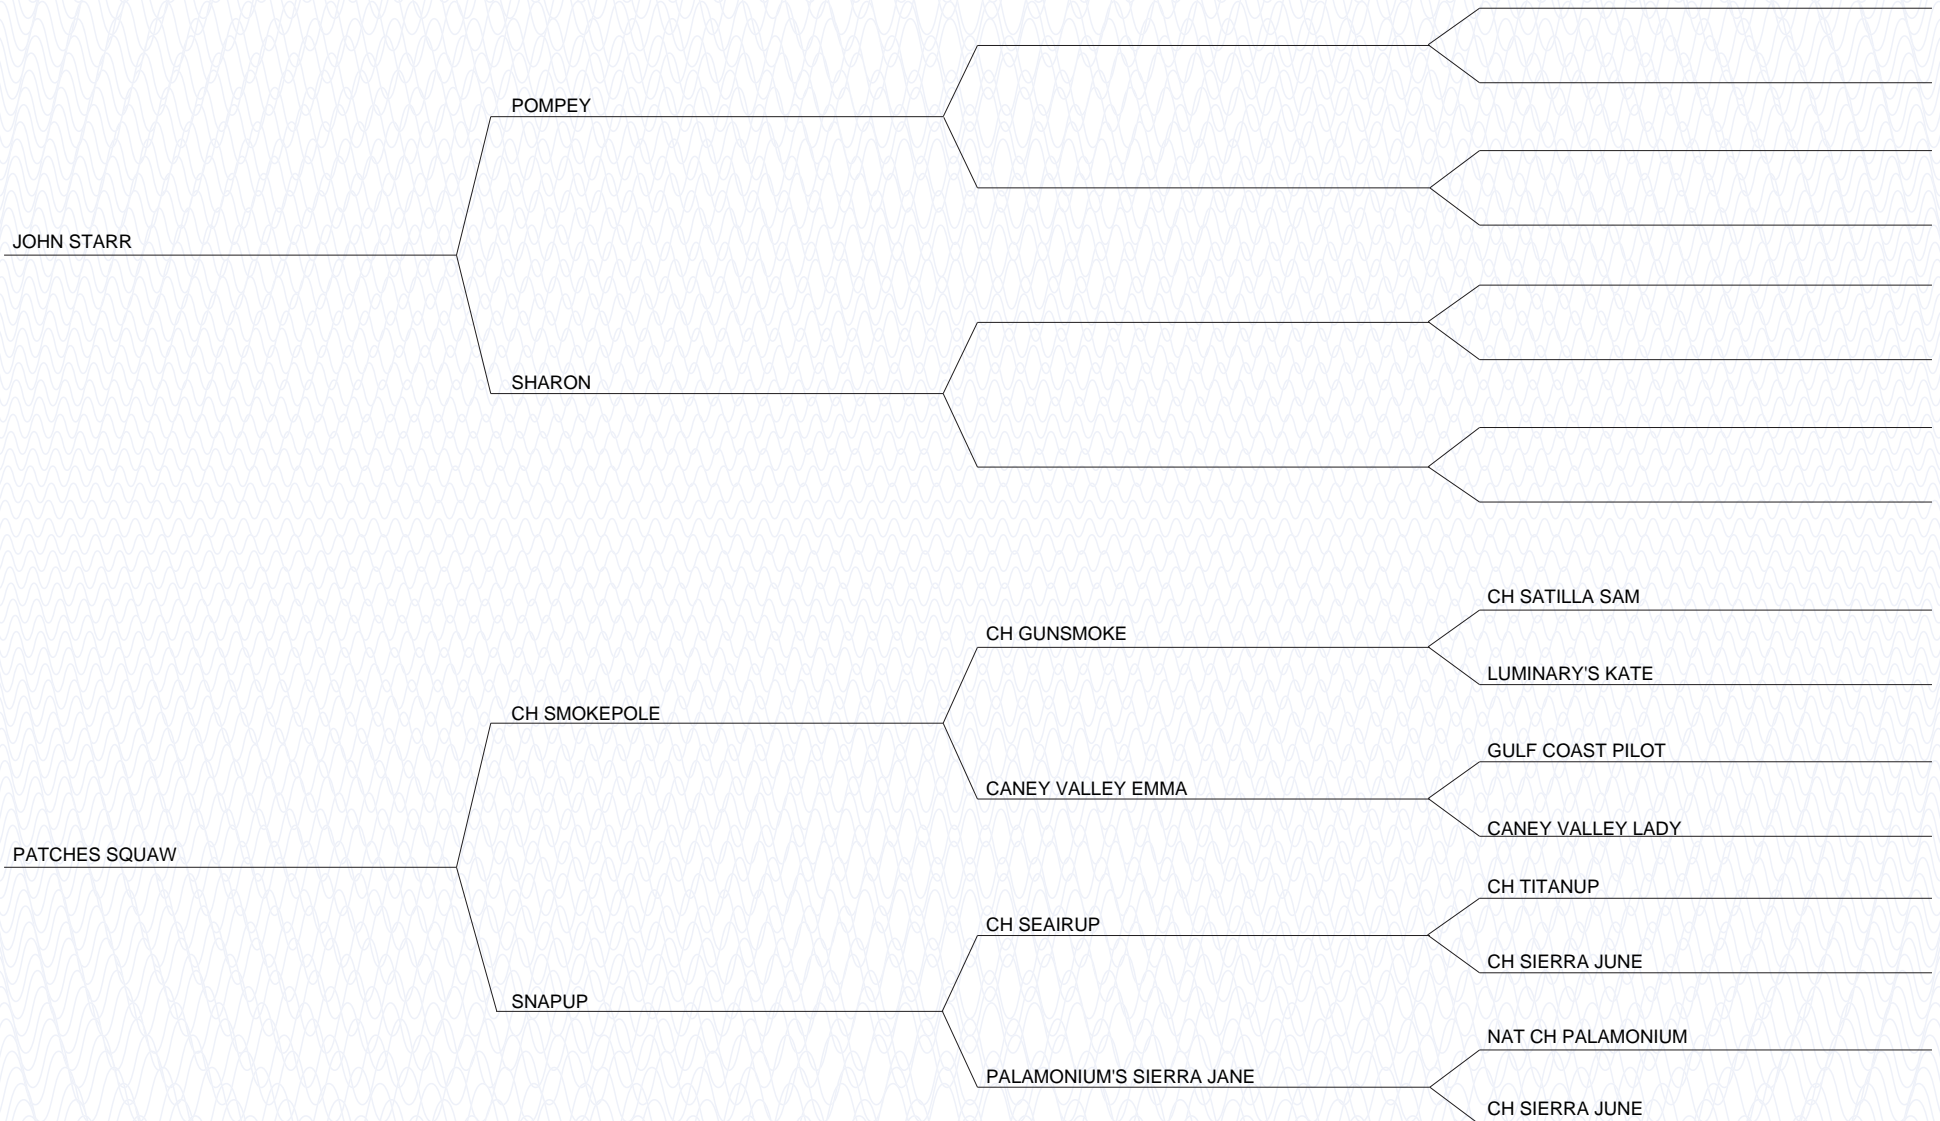 POMPEY
JOHN STARR
SHARON
CH SATILLA SAM
CH GUNSMOKE
LUMINARY'S KATE
CH SMOKEPOLE
GULF COAST PILOT
CANEY VALLEY EMMA
CANEY VALLEY LADY
PATCHES SQUAW
CH TITANUP
CH SEAIRUP
CH SIERRA JUNE
SNAPUP
NAT CH PALAMONIUM
PALAMONIUM'S SIERRA JANE
CH SIERRA JUNE